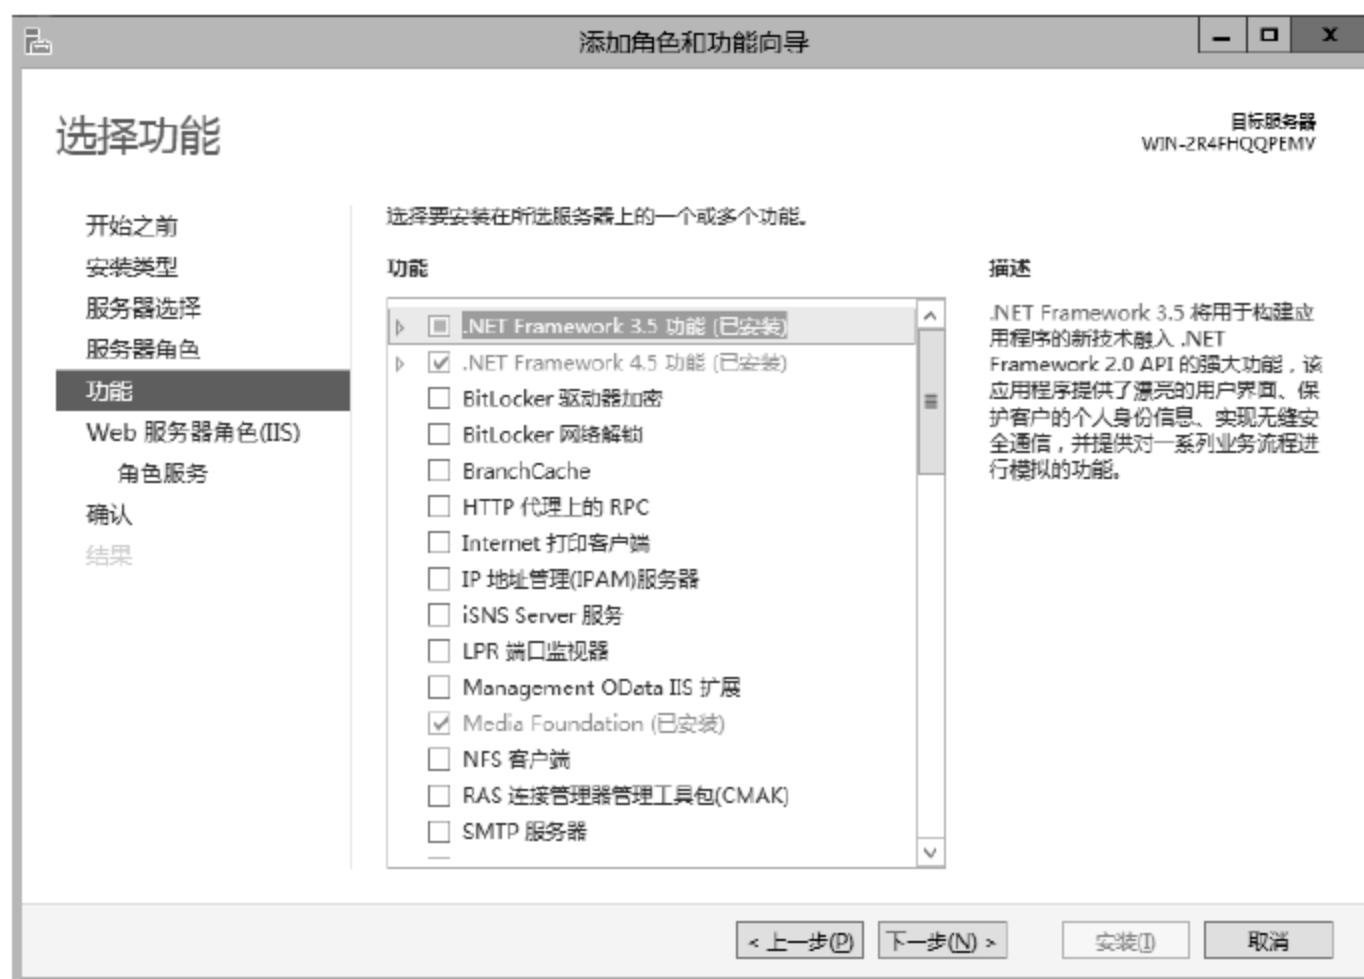 添加角色和功能向导
选择功能
目标服务器
WIN-2R4FHQQPEMV
开始之前
安装类型
服务器选择
服务器角色
功能
Web 服务器角色(IIS)
角色服务
确认
结果
选择要安装在所选服务器上的一个或多个功能。
功能
.NET Framework 3.5 功能 (已安装)
.NET Framework 4.5 功能 (已安装)
BitLocker 驱动器加密
BitLocker 网络解锁
BranchCache
HTTP 代理上的 RPC
Internet 打印客户端
IP 地址管理(IPAM)服务器
iSNS Server 服务
LPR 端口监视器
Management OData IIS 扩展
Media Foundation (已安装)
NFS 客户端
RAS 连接管理器管理工具包(CMAK)
SMTP 服务器
描述
.NET Framework 3.5 将用于构建应
用程序的新技术融入 .NET
Framework 2.0 API 的强大功能，该
应用程序提供了漂亮的用户界面、保
护客户的个人身份信息、实现无缝安
全通信，并提供对一系列业务流程进
行模拟的功能。
< 上一步(P)
下一步(N) >
安装(I)
取消